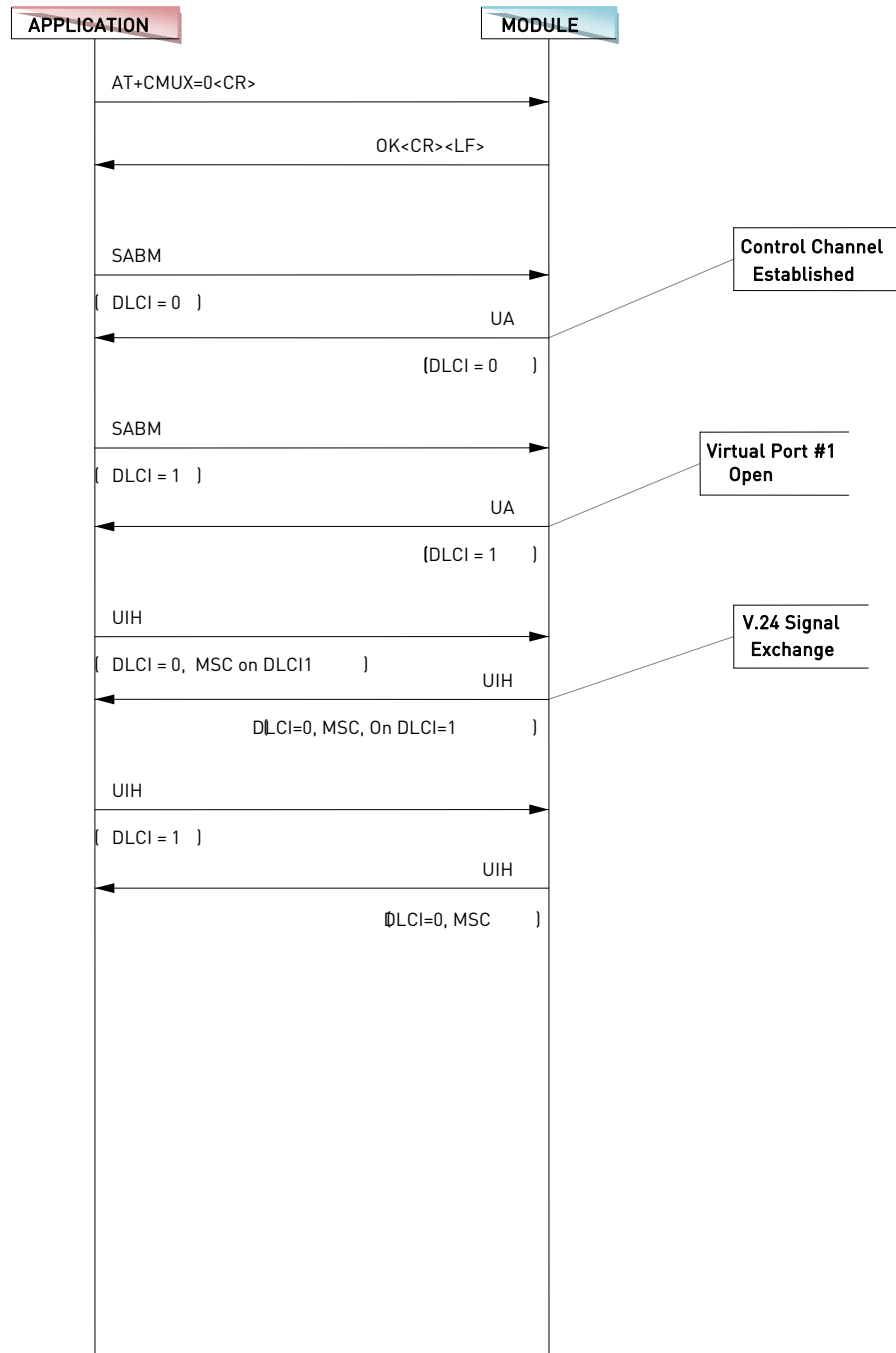 APPLICATION
MODULE
AT+CMUX=0<CR>
OK<CR><LF>
SABM
( DLCI = 0 )
UA
(DLCI = 0 )
Control Channel
Established
SABM
( DLCI = 1 )
UA
(DLCI = 1 )
Virtual Port #1
Open
UIH
( DLCI = 0, MSC on DLCI1 )
UIH
(DLCI=0, MSC, On DLCI=1 )
V.24 Signal
Exchange
UIH
( DLCI = 1 )
UIH
(DLCI=0, MSC )